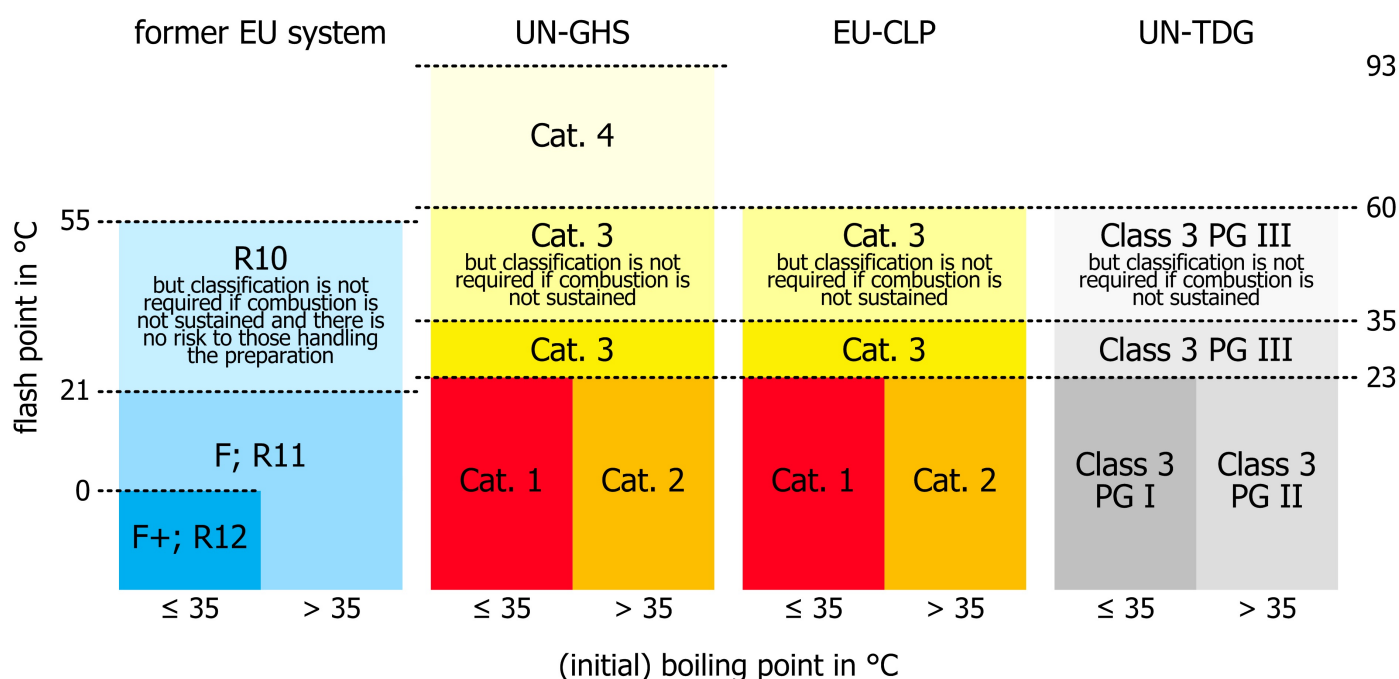 former EU system
UN-GHS
EU-CLP
UN-TDG
93
Cat. 4
55
60
R10
but classification is not
required if combustion is
not sustained and there is
no risk to those handling
the preparation
Cat. 3
but classification is not
required if combustion is
not sustained
Cat. 3
but classification is not
required if combustion is
not sustained
Class 3 PG III
but classification is not
required if combustion is
not sustained
35
Cat. 3
Cat. 3
Class 3 PG III
21
23
flash point in °C
F; R11
0
F+; R12
Cat. 1
Cat. 2
Cat. 1
Cat. 2
Class 3
PG I
Class 3
PG II
≤ 35
> 35
≤ 35
> 35
≤ 35
> 35
≤ 35
> 35
(initial) boiling point in °C